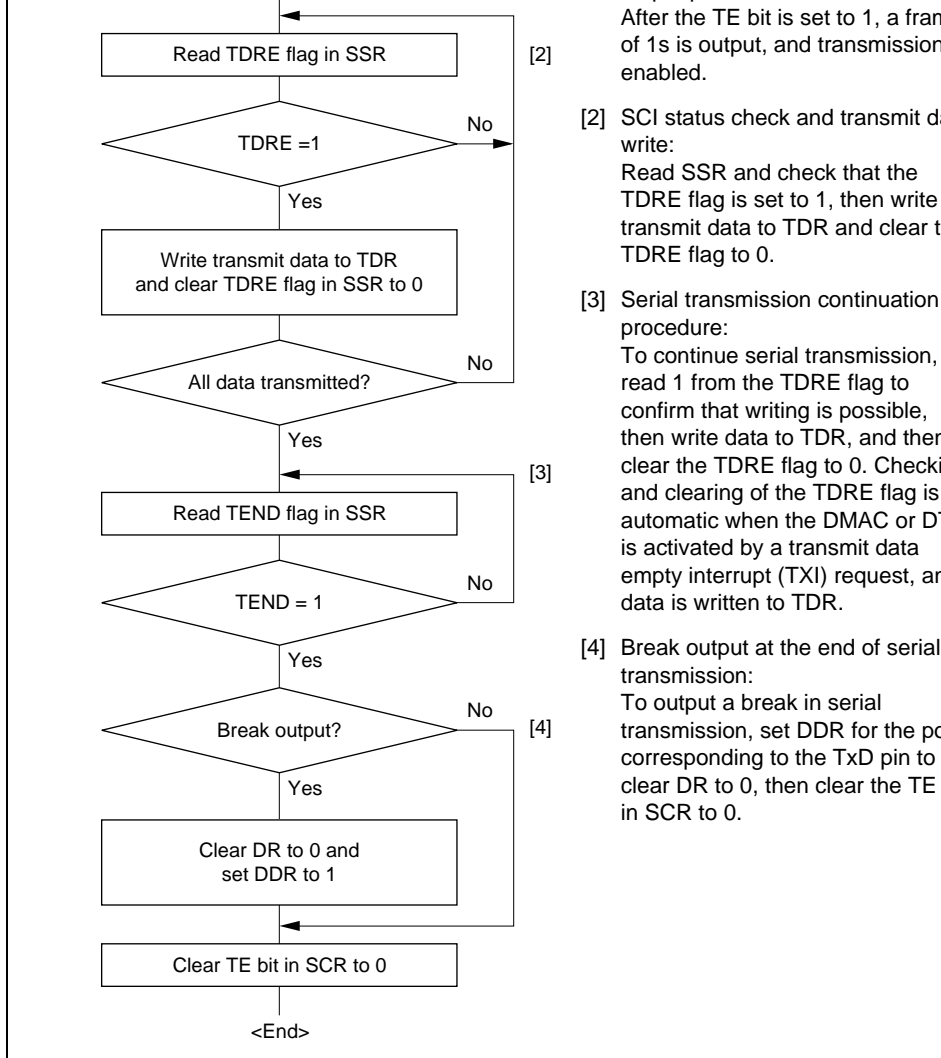 Read TDRE flag in SSR
[2]
TDRE =1
No
Yes
Write transmit data to TDR
and clear TDRE flag in SSR to 0
All data transmitted?
No
Yes
[3]
Read TEND flag in SSR
TEND = 1
No
Yes
Break output?
No
[4]
Yes
Clear DR to 0 and
set DDR to 1
Clear TE bit in SCR to 0
<End>
After the TE bit is set to 1, a
of 1s is output, and transmission
enabled.
[2] SCI status check and transmit
write:
Read SSR and check that the
TDRE flag is set to 1, then write
transmit data to TDR and clear
TDRE flag to 0.
[3] Serial transmission continuation
procedure:
To continue serial transmission,
read 1 from the TDRE flag to
confirm that writing is possible,
then write data to TDR, and
clear the TDRE flag to 0.
and clearing of the TDRE flag is
automatic when the DMAC or
is activated by a transmit data
empty interrupt (TXI) request,
data is written to TDR.
[4] Break output at the end of serial
transmission:
To output a break in serial
transmission, set DDR for the
corresponding to the TxD pin to
clear DR to 0, then clear the TE
in SCR to 0.